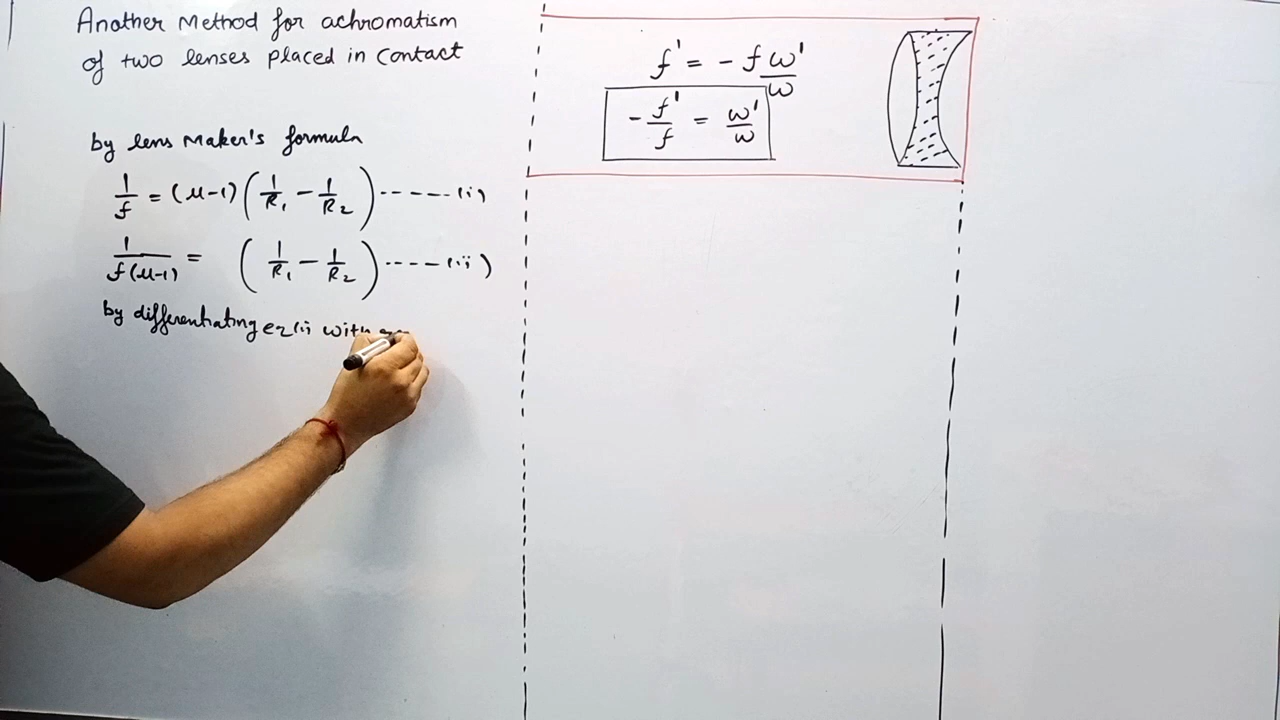 Another Method for achromatism
of two lenses placed in contact
by lens Maker's formula
1/f = (μ-1) (1/R₁ - 1/R₂) ----- (i)
1/f(μ-1) = (1/R₁ - 1/R₂) ---- (ii)
by differentiating eq (i) with
f' = - f ω'/ω
- f'/f = ω'/ω